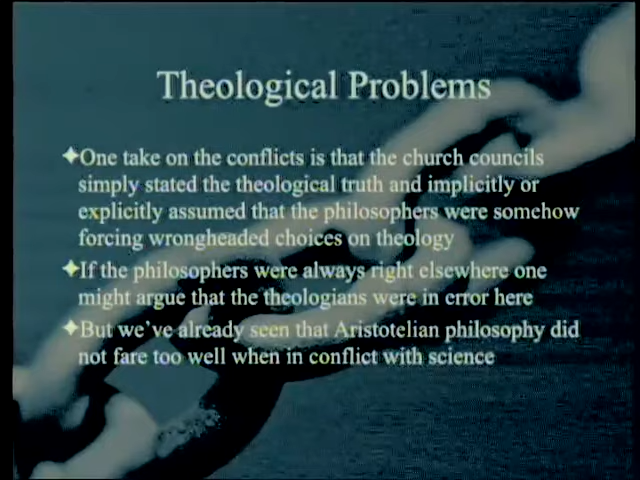 Theological Problems
✦One take on the conflicts is that the church councils
simply stated the theological truth and implicitly or
explicitly assumed that the philosophers were somehow
forcing wrongheaded choices on theology
✦If the philosophers were always right elsewhere one
might argue that the theologians were in error here
✦But we've already seen that Aristotelian philosophy did
not fare too well when in conflict with science